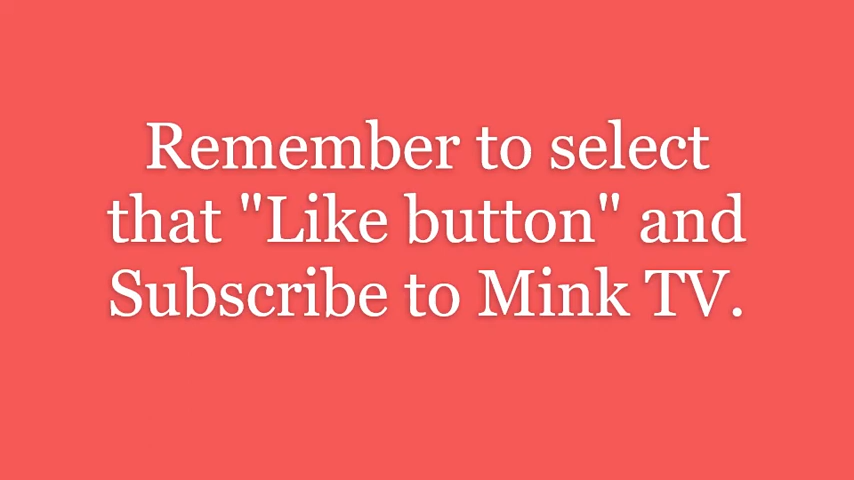 Remember to select
that "Like button" and
Subscribe to Mink TV.